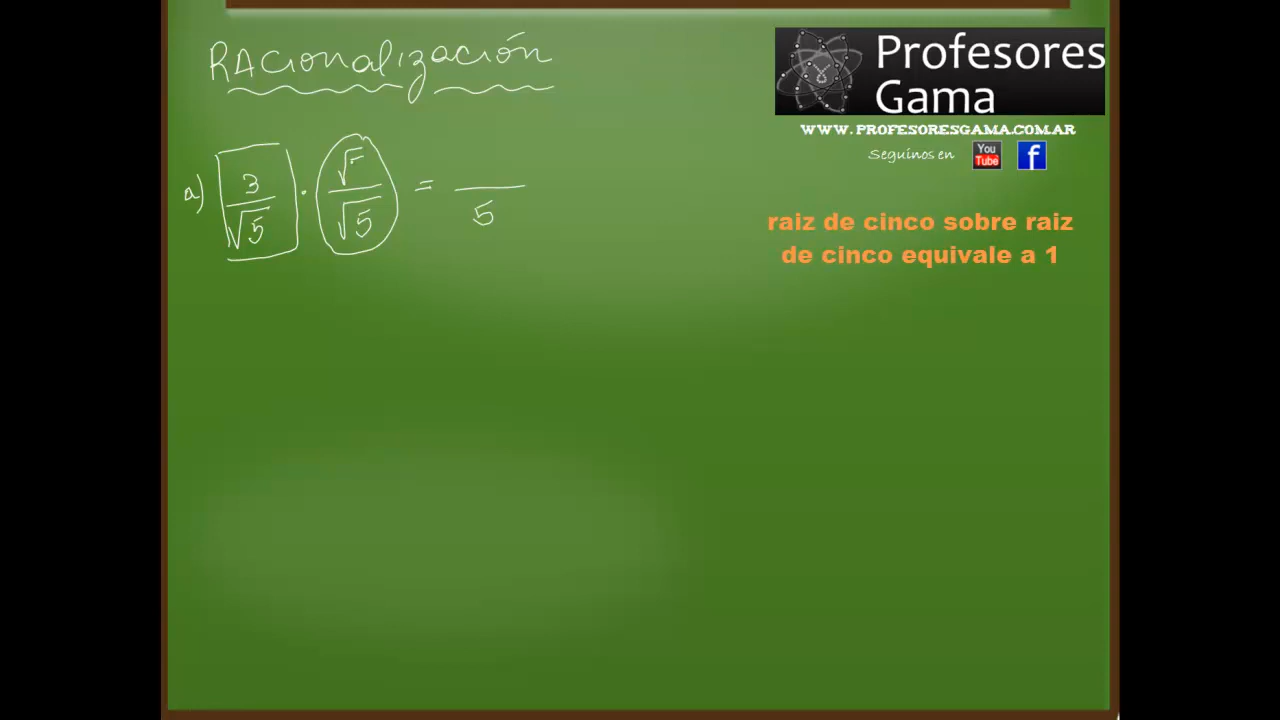 RACionalización
a) 3/√5 · √5/√5 = /5
Profesores
Gama
WWW.PROFESORESGAMA.COM.AR
Seguinos en You Tube f
raiz de cinco sobre raiz
de cinco equivale a 1